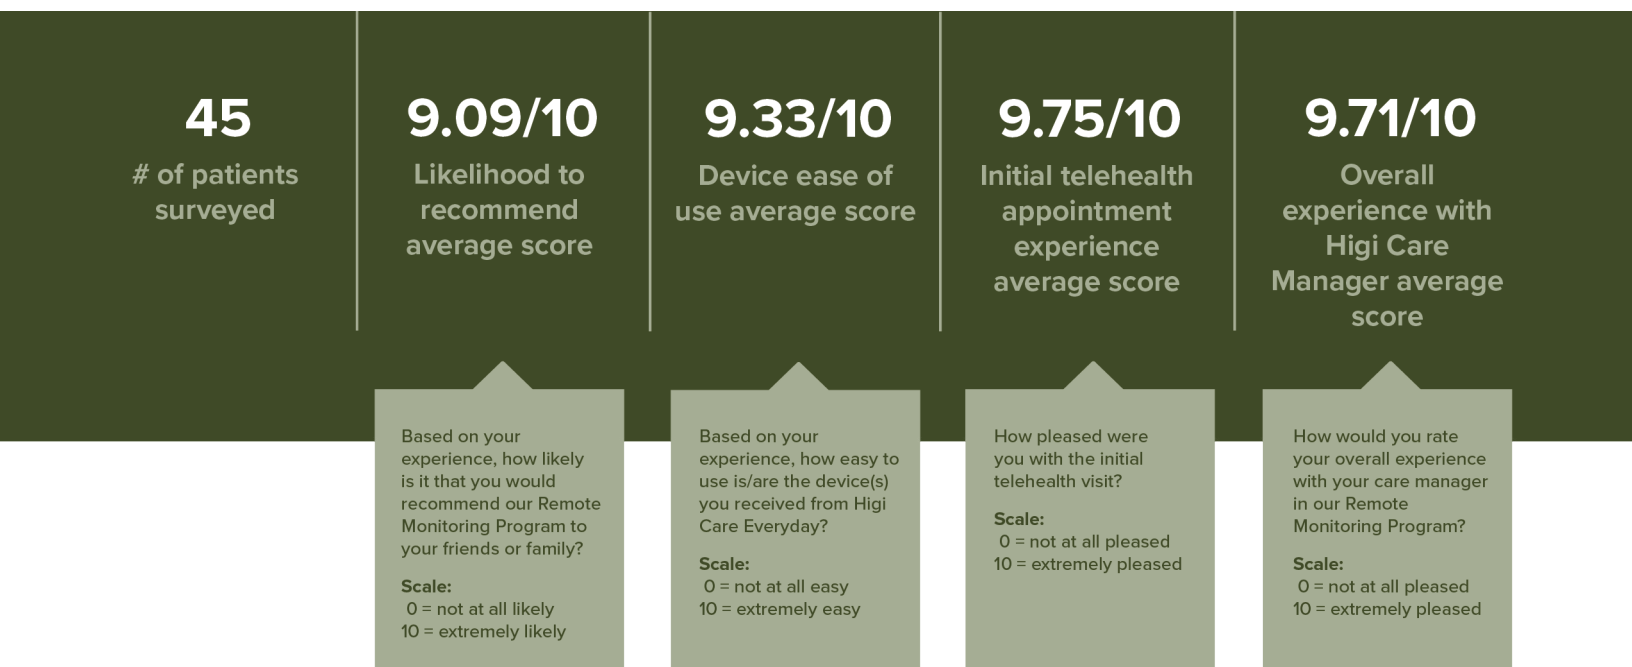 45
# of patients
surveyed
9.09/10
Likelihood to
recommend
average score
9.33/10
Device ease of
use average score
9.75/10
Initial telehealth
appointment
experience
average score
9.71/10
Overall
experience with
Higi Care
Manager average
score
Based on your
experience, how likely
is it that you would
recommend our Remote
Monitoring Program to
your friends or family?
Scale:
0 = not at all likely
10 = extremely likely
Based on your
experience, how easy to
use is/are the device(s)
you received from Higi
Care Everyday?
Scale:
0 = not at all easy
10 = extremely easy
How pleased were
you with the initial
telehealth visit?
Scale:
0 = not at all pleased
10 = extremely pleased
How would you rate
your overall experience
with your care manager
in our Remote
Monitoring Program?
Scale:
0 = not at all pleased
10 = extremely pleased